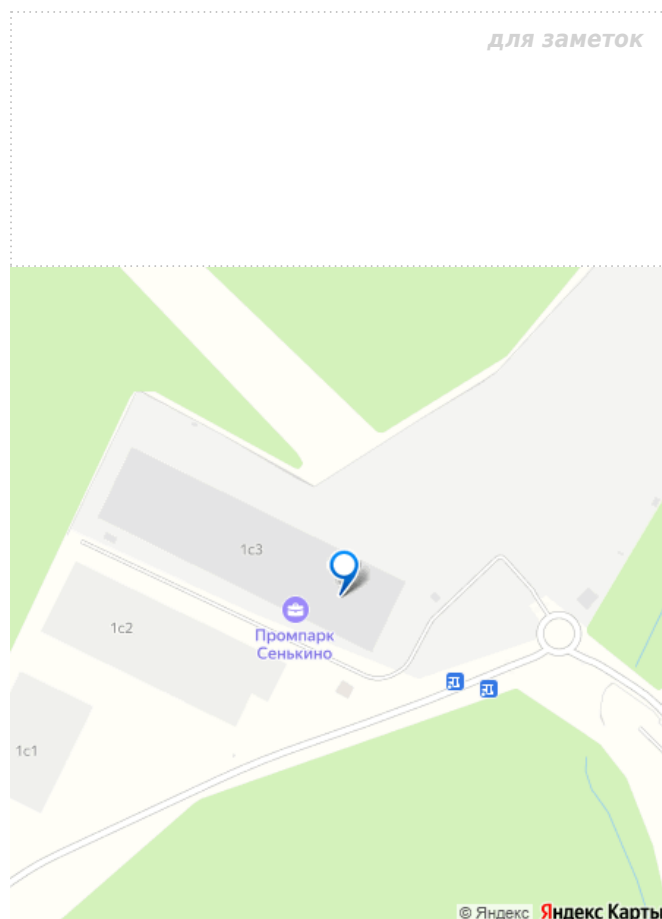 для заметок
1с3
1с2
Промпарк
Сенькино
1с1
© Яндекс Яндекс Карты